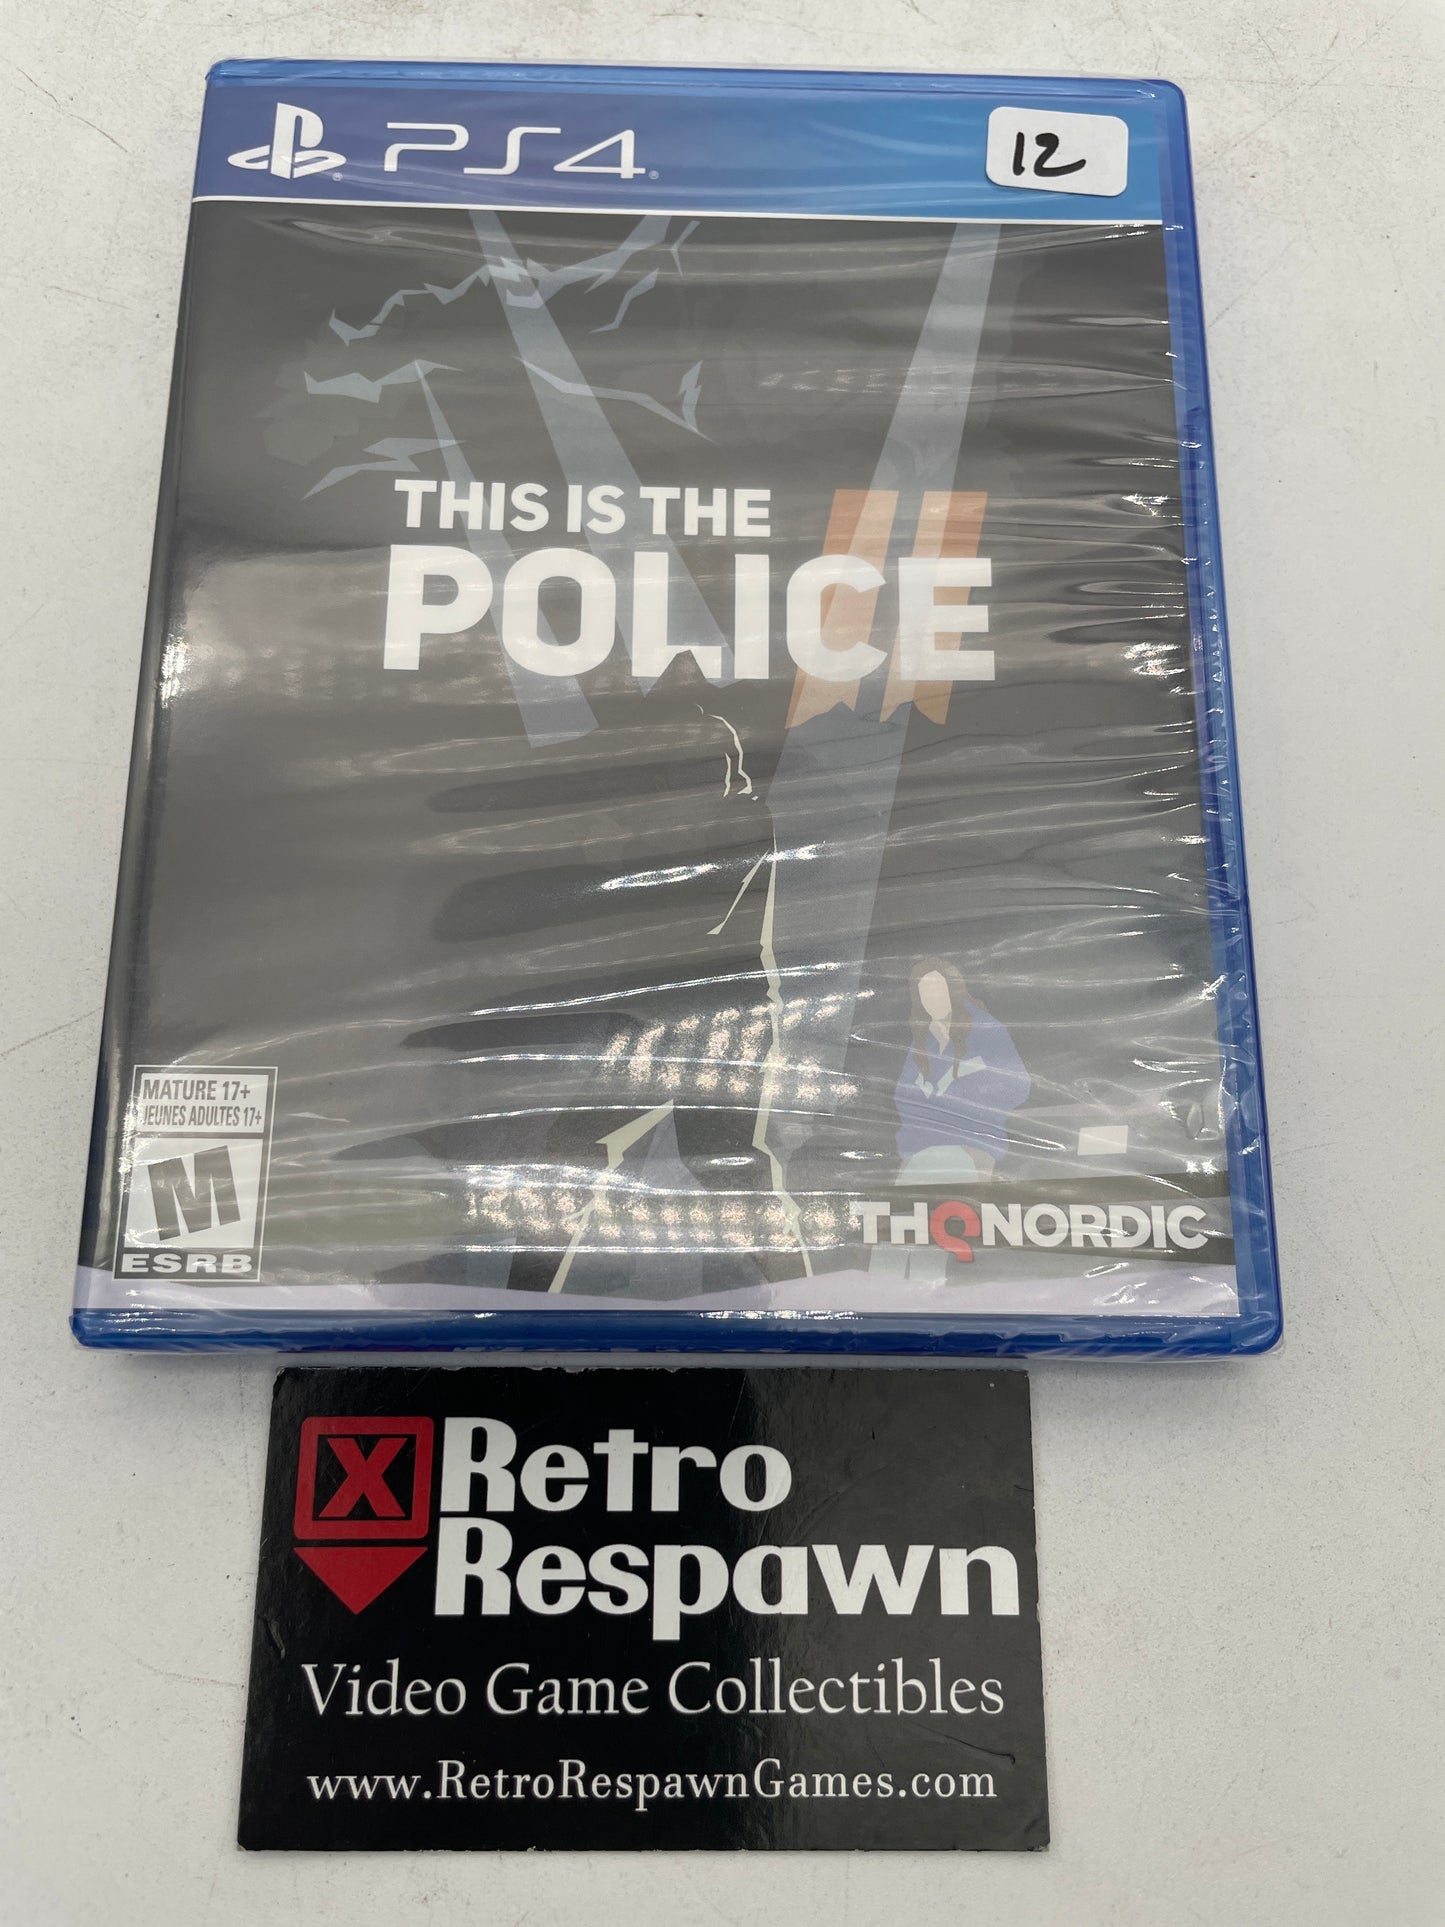 PS4
12
THIS IS THE
POLICE II
MATURE 17+
JEUNES ADULTES 17+
M
ESRB
THQNORDIC
X Retro
Respawn
Video Game Collectibles
www.RetroRespawnGames.com